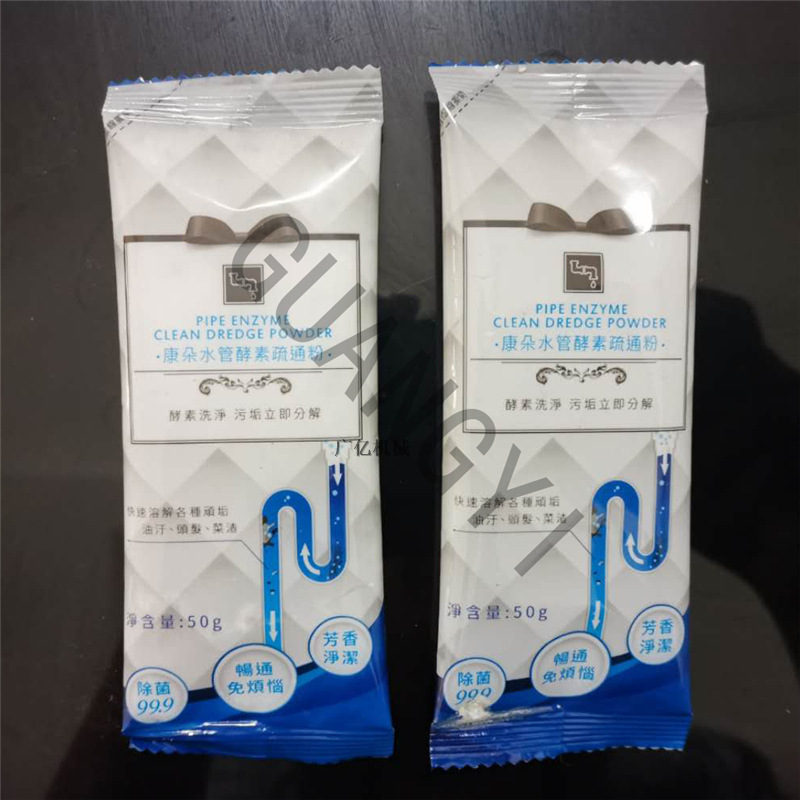 PIPE ENZYME
CLEAN DREDGE POWDER
·康朵水管酵素疏通粉·
酵素洗淨 污垢立即分解
快速溶解各種頑垢
油汙、頭髮、菜渣
淨含量:50g
除菌
99.9
暢通
免煩惱
芳香
淨潔
PIPE ENZYME
CLEAN DREDGE POWDER
·康朵水管酵素疏通粉·
酵素洗淨 污垢立即分解
快速溶解各種頑垢
油汙、頭髮、菜渣
淨含量:50g
除菌
99.9
暢通
免煩惱
芳香
淨潔
GUANGYI
广亿机械